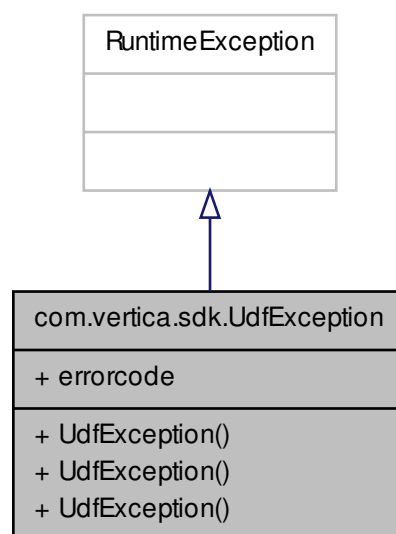 RuntimeException
com.vertica.sdk.UdfException
+ errorcode
+ UdfException()
+ UdfException()
+ UdfException()